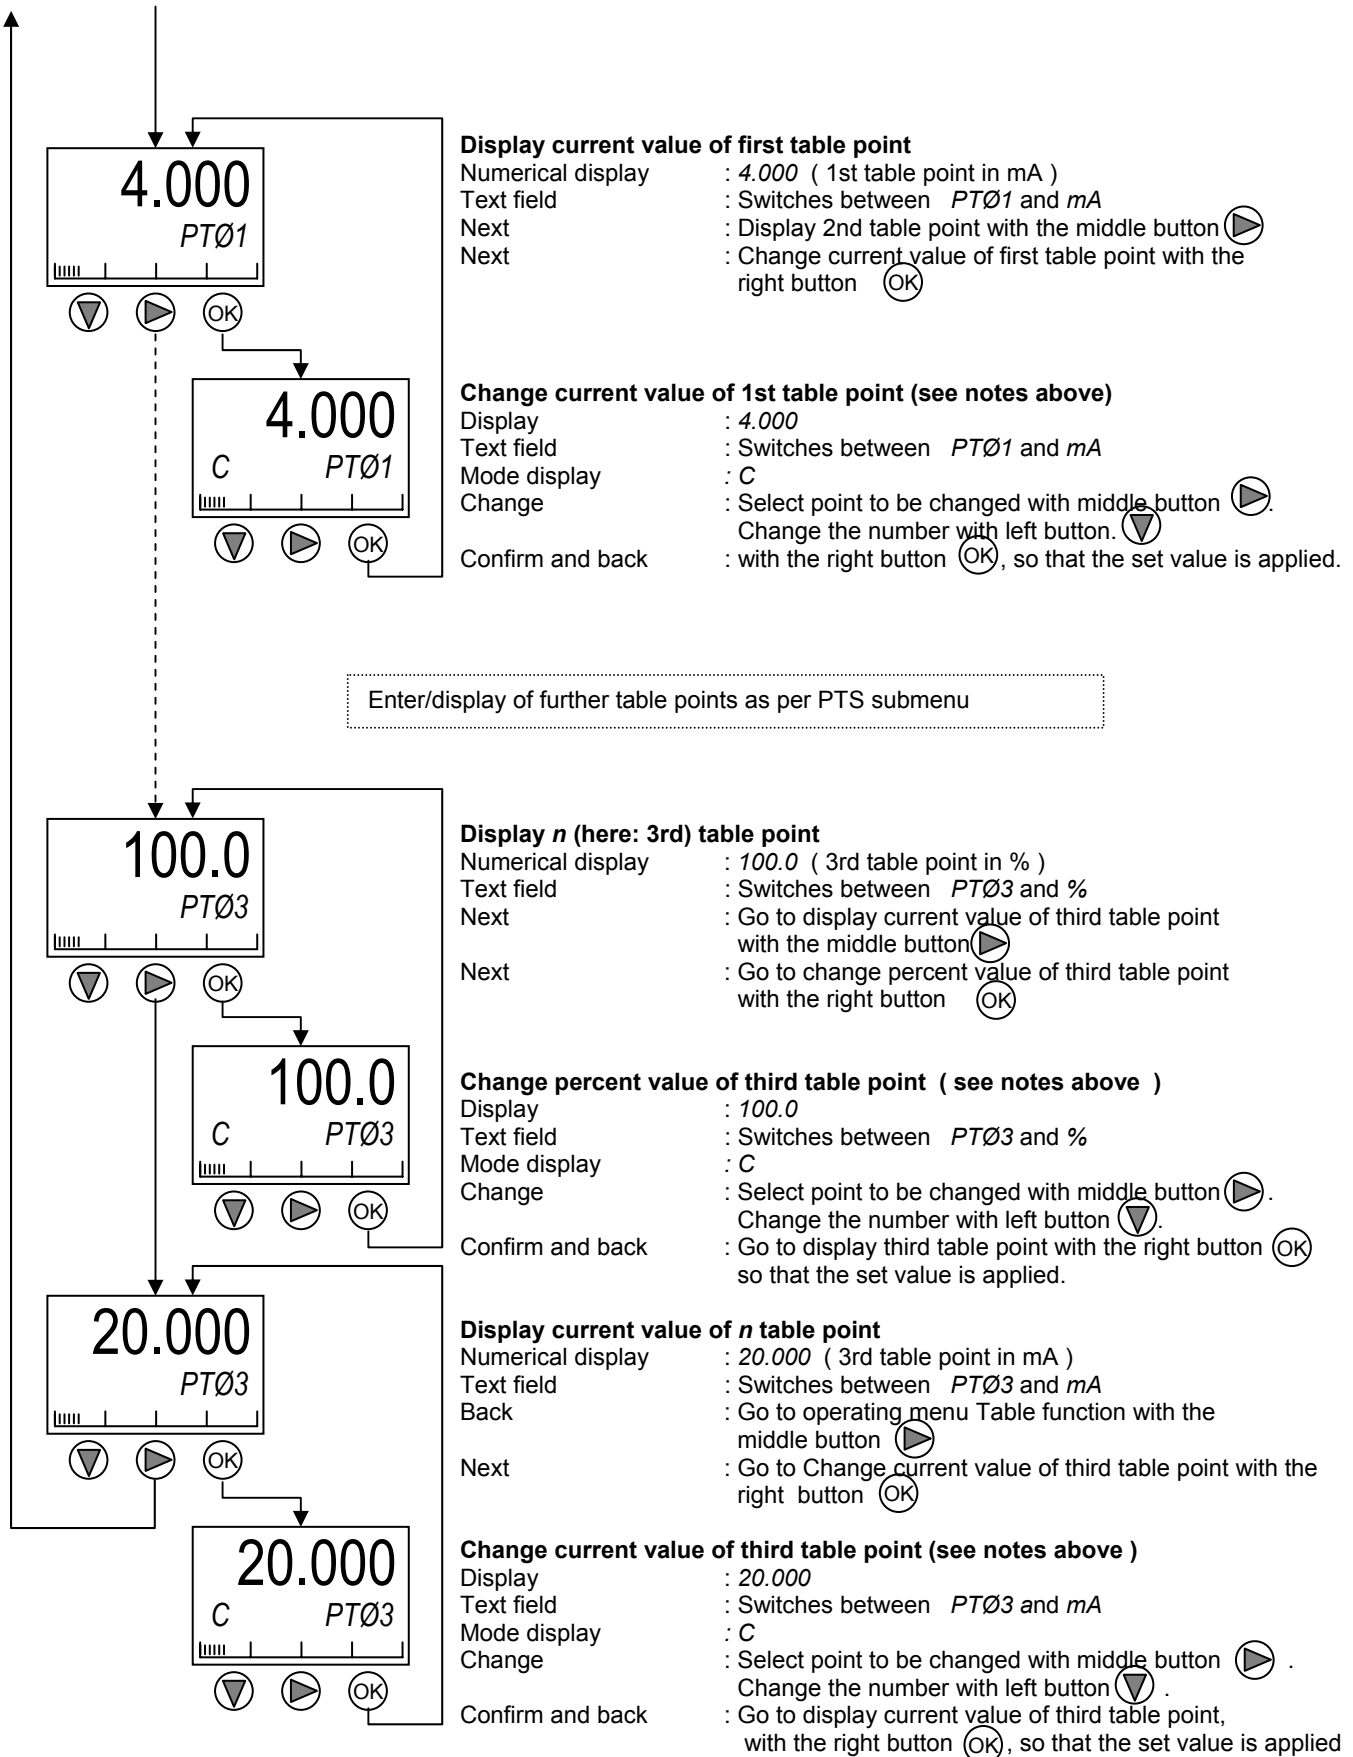 4.000
PTØ1
OK
Display current value of first table point
Numerical display : 4.000 ( 1st table point in mA )
Text field : Switches between PTØ1 and mA
Next : Display 2nd table point with the middle button
Next : Change current value of first table point with the
right button OK
4.000
C PTØ1
OK
Change current value of 1st table point (see notes above)
Display : 4.000
Text field : Switches between PTØ1 and mA
Mode display : C
Change : Select point to be changed with middle button .
Change the number with left button.
Confirm and back : with the right button OK, so that the set value is applied.
Enter/display of further table points as per PTS submenu
100.0
PTØ3
OK
Display n (here: 3rd) table point
Numerical display : 100.0 ( 3rd table point in % )
Text field : Switches between PTØ3 and %
Next : Go to display current value of third table point
with the middle button
Next : Go to change percent value of third table point
with the right button OK
100.0
C PTØ3
OK
Change percent value of third table point ( see notes above )
Display : 100.0
Text field : Switches between PTØ3 and %
Mode display : C
Change : Select point to be changed with middle button .
Change the number with left button .
Confirm and back : Go to display third table point with the right button OK
so that the set value is applied.
20.000
PTØ3
OK
Display current value of n table point
Numerical display : 20.000 ( 3rd table point in mA )
Text field : Switches between PTØ3 and mA
Back : Go to operating menu Table function with the
middle button
Next : Go to Change current value of third table point with the
right button OK
20.000
C PTØ3
OK
Change current value of third table point (see notes above )
Display : 20.000
Text field : Switches between PTØ3 and mA
Mode display : C
Change : Select point to be changed with middle button .
Change the number with left button .
Confirm and back : Go to display current value of third table point,
with the right button OK, so that the set value is applied